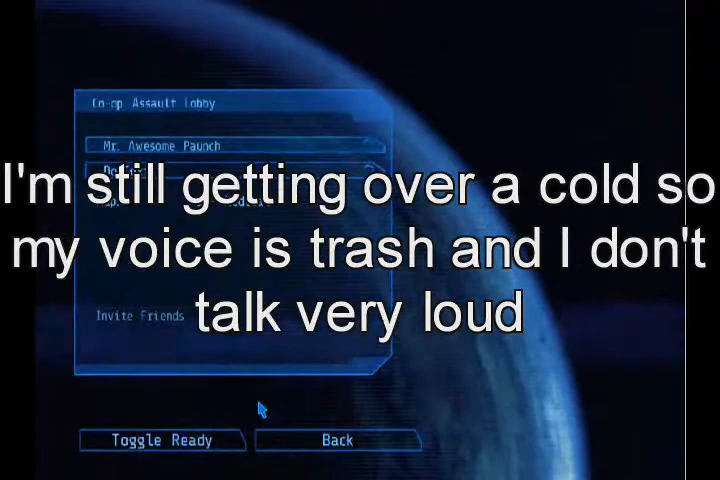 Co-op Assault Lobby
Mr. Awesome Paunch
I'm still getting over a cold so
my voice is trash and I don't
talk very loud
Invite Friends
Toggle Ready
Back